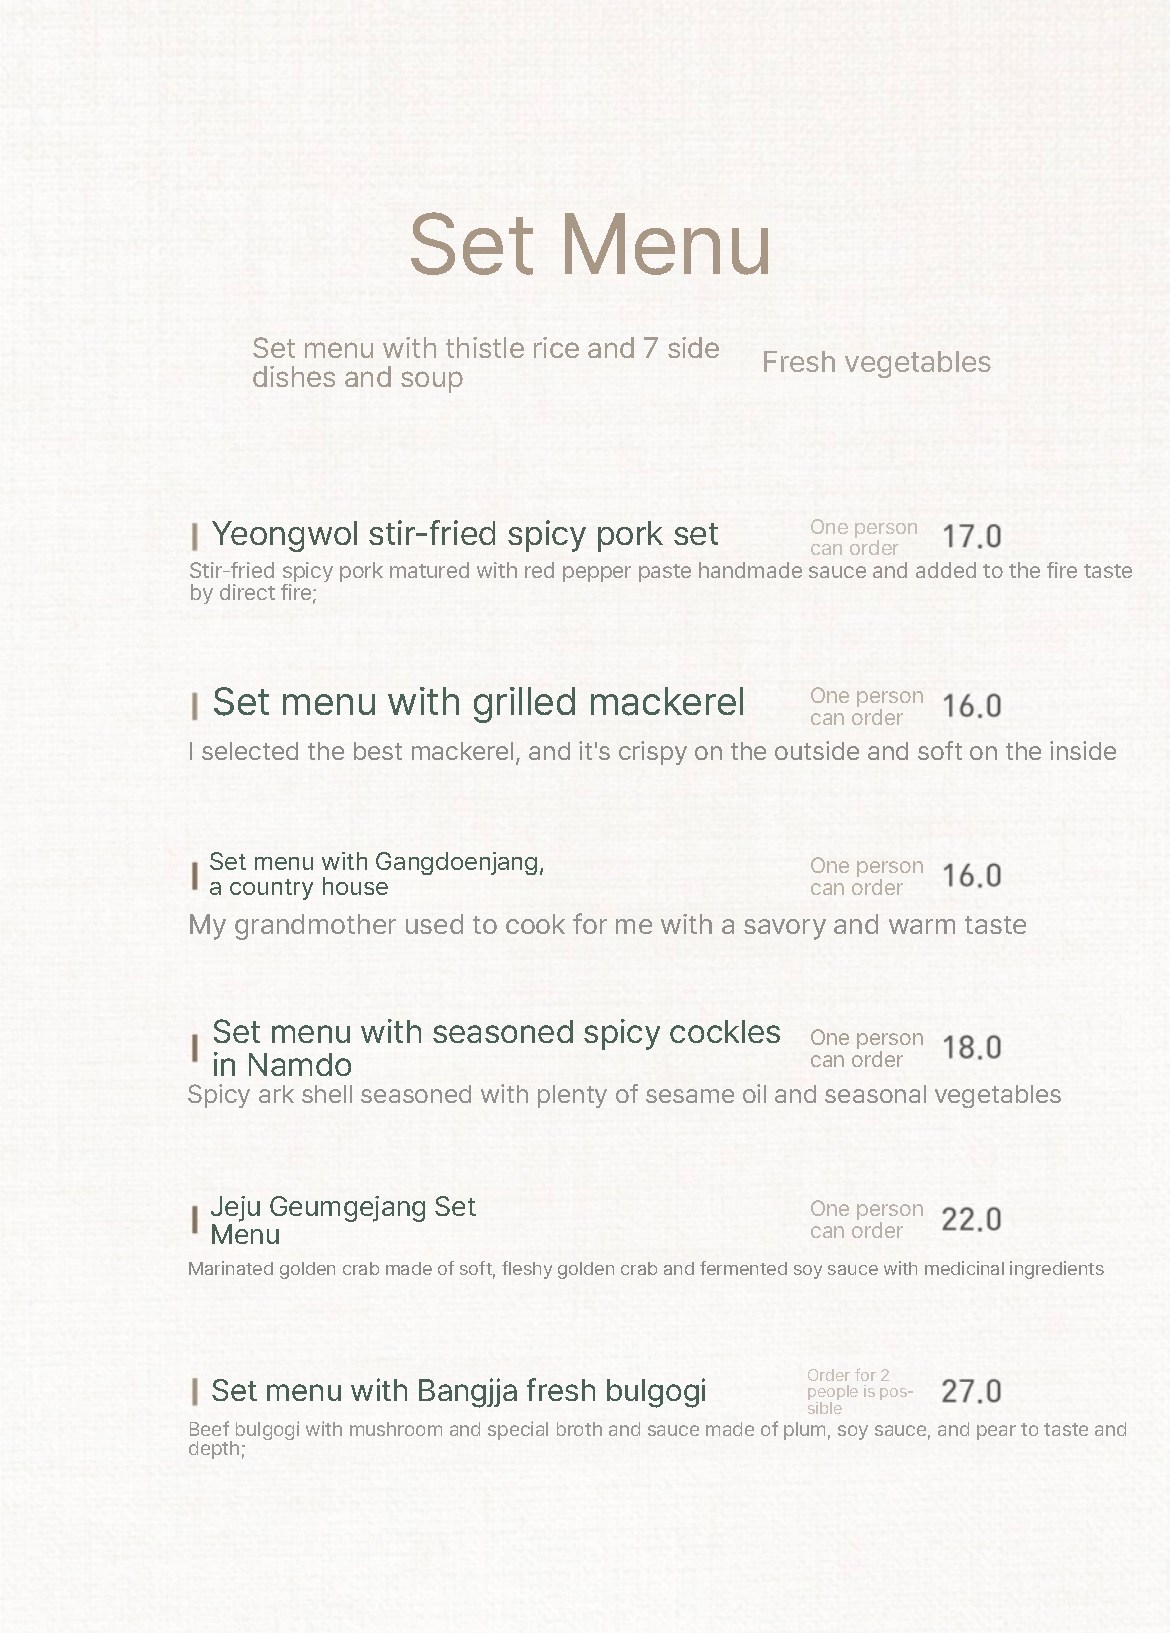 Set Menu
Set menu with thistle rice and 7 side
dishes and soup
Fresh vegetables
Yeongwol stir-fried spicy pork set
One person
can order
17.0
Stir-fried spicy pork matured with red pepper paste handmade sauce and added to the fire taste
by direct fire;
Set menu with grilled mackerel
One person
can order
16.0
I selected the best mackerel, and it's crispy on the outside and soft on the inside
Set menu with Gangdoenjang,
a country house
One person
can order
16.0
My grandmother used to cook for me with a savory and warm taste
Set menu with seasoned spicy cockles
in Namdo
One person
can order
18.0
Spicy ark shell seasoned with plenty of sesame oil and seasonal vegetables
Jeju Geumgejang Set
Menu
One person
can order
22.0
Marinated golden crab made of soft, fleshy golden crab and fermented soy sauce with medicinal ingredients
Set menu with Bangjja fresh bulgogi
Order for 2
people is pos-
sible
27.0
Beef bulgogi with mushroom and special broth and sauce made of plum, soy sauce, and pear to taste and
depth;